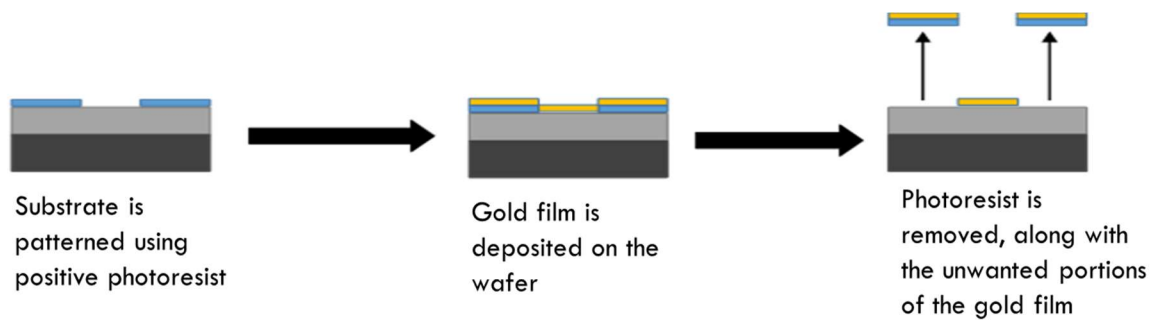 Substrate is
patterned using
positive photoresist
Gold film is
deposited on the
wafer
Photoresist is
removed, along with
the unwanted portions
of the gold film